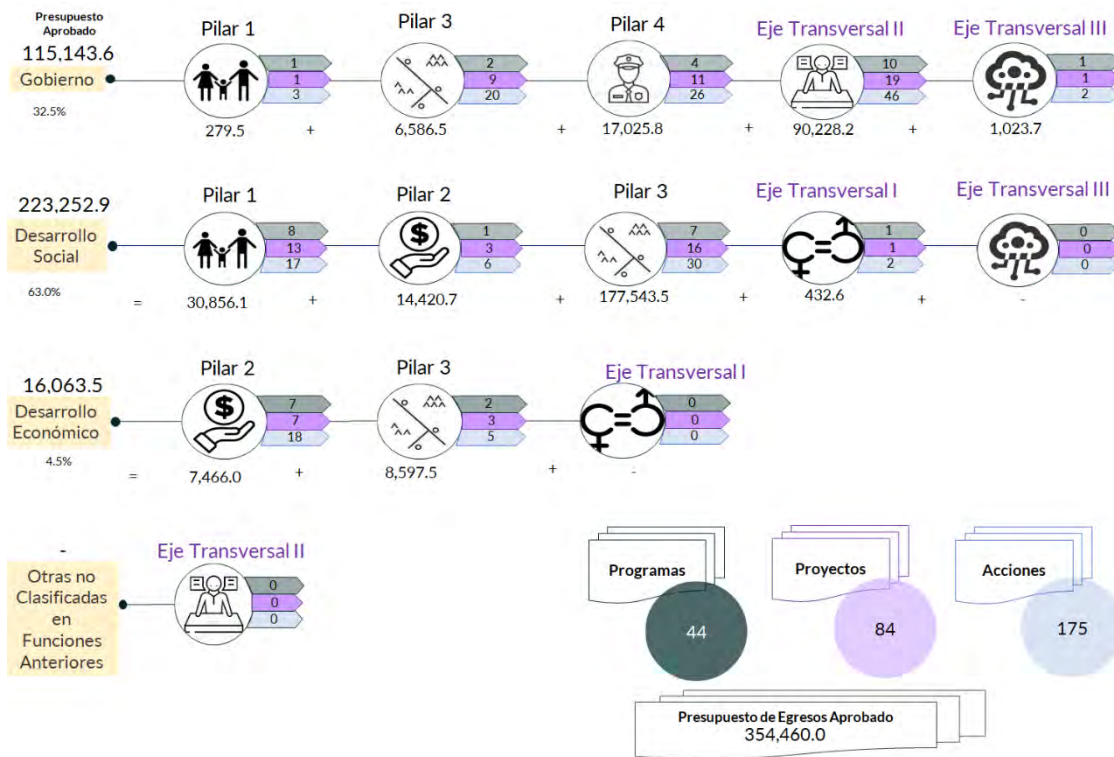 Presupuesto
Aprobado
115,143.6
Gobierno
32.5%
Pilar 1
1
1
3
279.5
+
Pilar 3
2
9
20
6,586.5
+
Pilar 4
4
11
26
17,025.8
+
Eje Transversal II
10
19
46
90,228.2
+
Eje Transversal III
1
1
2
1,023.7
223,252.9
Desarrollo
Social
63.0%
=
Pilar 1
8
13
17
30,856.1
+
Pilar 2
1
3
6
14,420.7
+
Pilar 3
7
16
30
177,543.5
+
Eje Transversal I
1
1
2
432.6
+
Eje Transversal III
0
0
0
-
16,063.5
Desarrollo
Económico
4.5%
=
Pilar 2
7
7
18
7,466.0
+
Pilar 3
2
3
5
8,597.5
+
Eje Transversal I
0
0
0
-
-
Otras no
Clasificadas
en
Funciones
Anteriores
Eje Transversal II
0
0
0
Programas
44
Proyectos
84
Acciones
175
Presupuesto de Egresos Aprobado
354,460.0